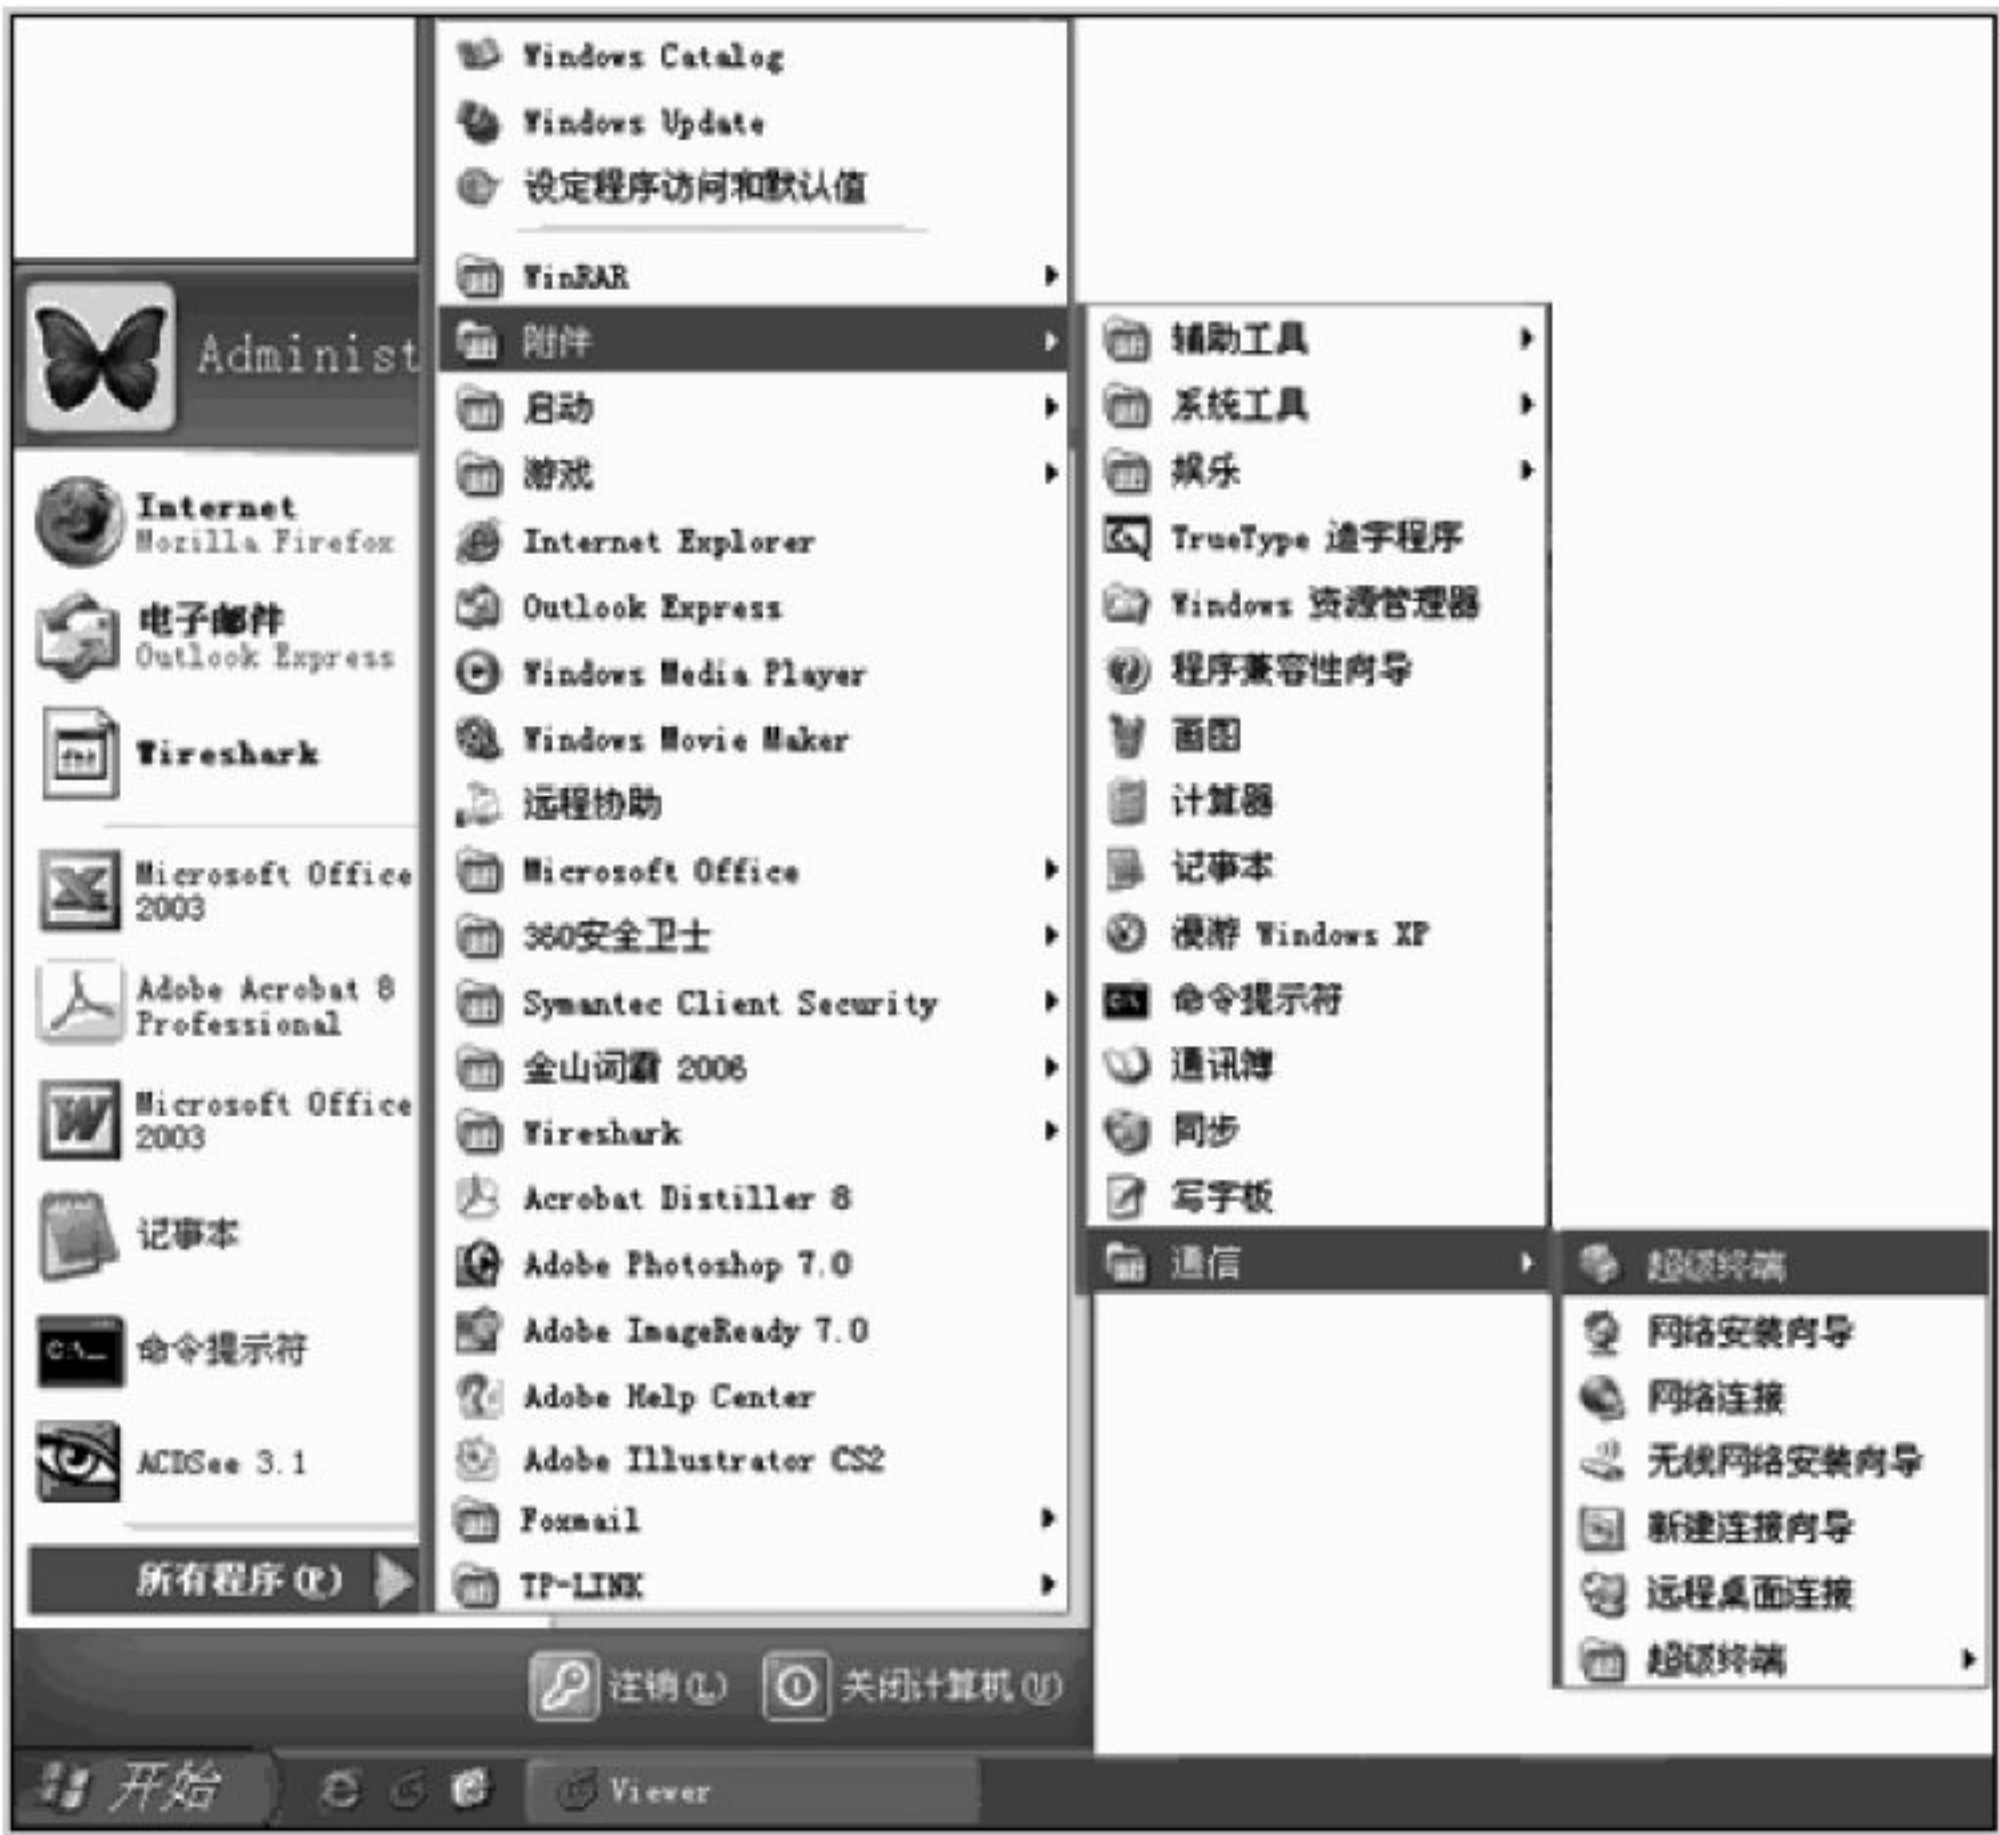 Administ
Internet
Mozilla Firefox
电子邮件
Outlook Express
Wireshark
Microsoft Office
2003
Adobe Acrobat 8
Professional
Microsoft Office
2003
记事本
命令提示符
ACDSee 3.1
所有程序(P)
Windows Catalog
Windows Update
设定程序访问和默认值
WinRAR
附件
启动
游戏
Internet Explorer
Outlook Express
Windows Media Player
Windows Movie Maker
远程协助
Microsoft Office
360安全卫士
Symantec Client Security
金山词霸 2006
Wireshark
Acrobat Distiller 8
Adobe Photoshop 7.0
Adobe ImageReady 7.0
Adobe Help Center
Adobe Illustrator CS2
Foxmail
TP-LINK
辅助工具
系统工具
娱乐
TrueType 造字程序
Windows 资源管理器
程序兼容性向导
画图
计算器
记事本
漫游 Windows XP
命令提示符
通讯簿
同步
写字板
通信
超级终端
网络安装向导
网络连接
无线网络安装向导
新建连接向导
远程桌面连接
超级终端
注销(L)
关闭计算机(U)
开始
Viewer